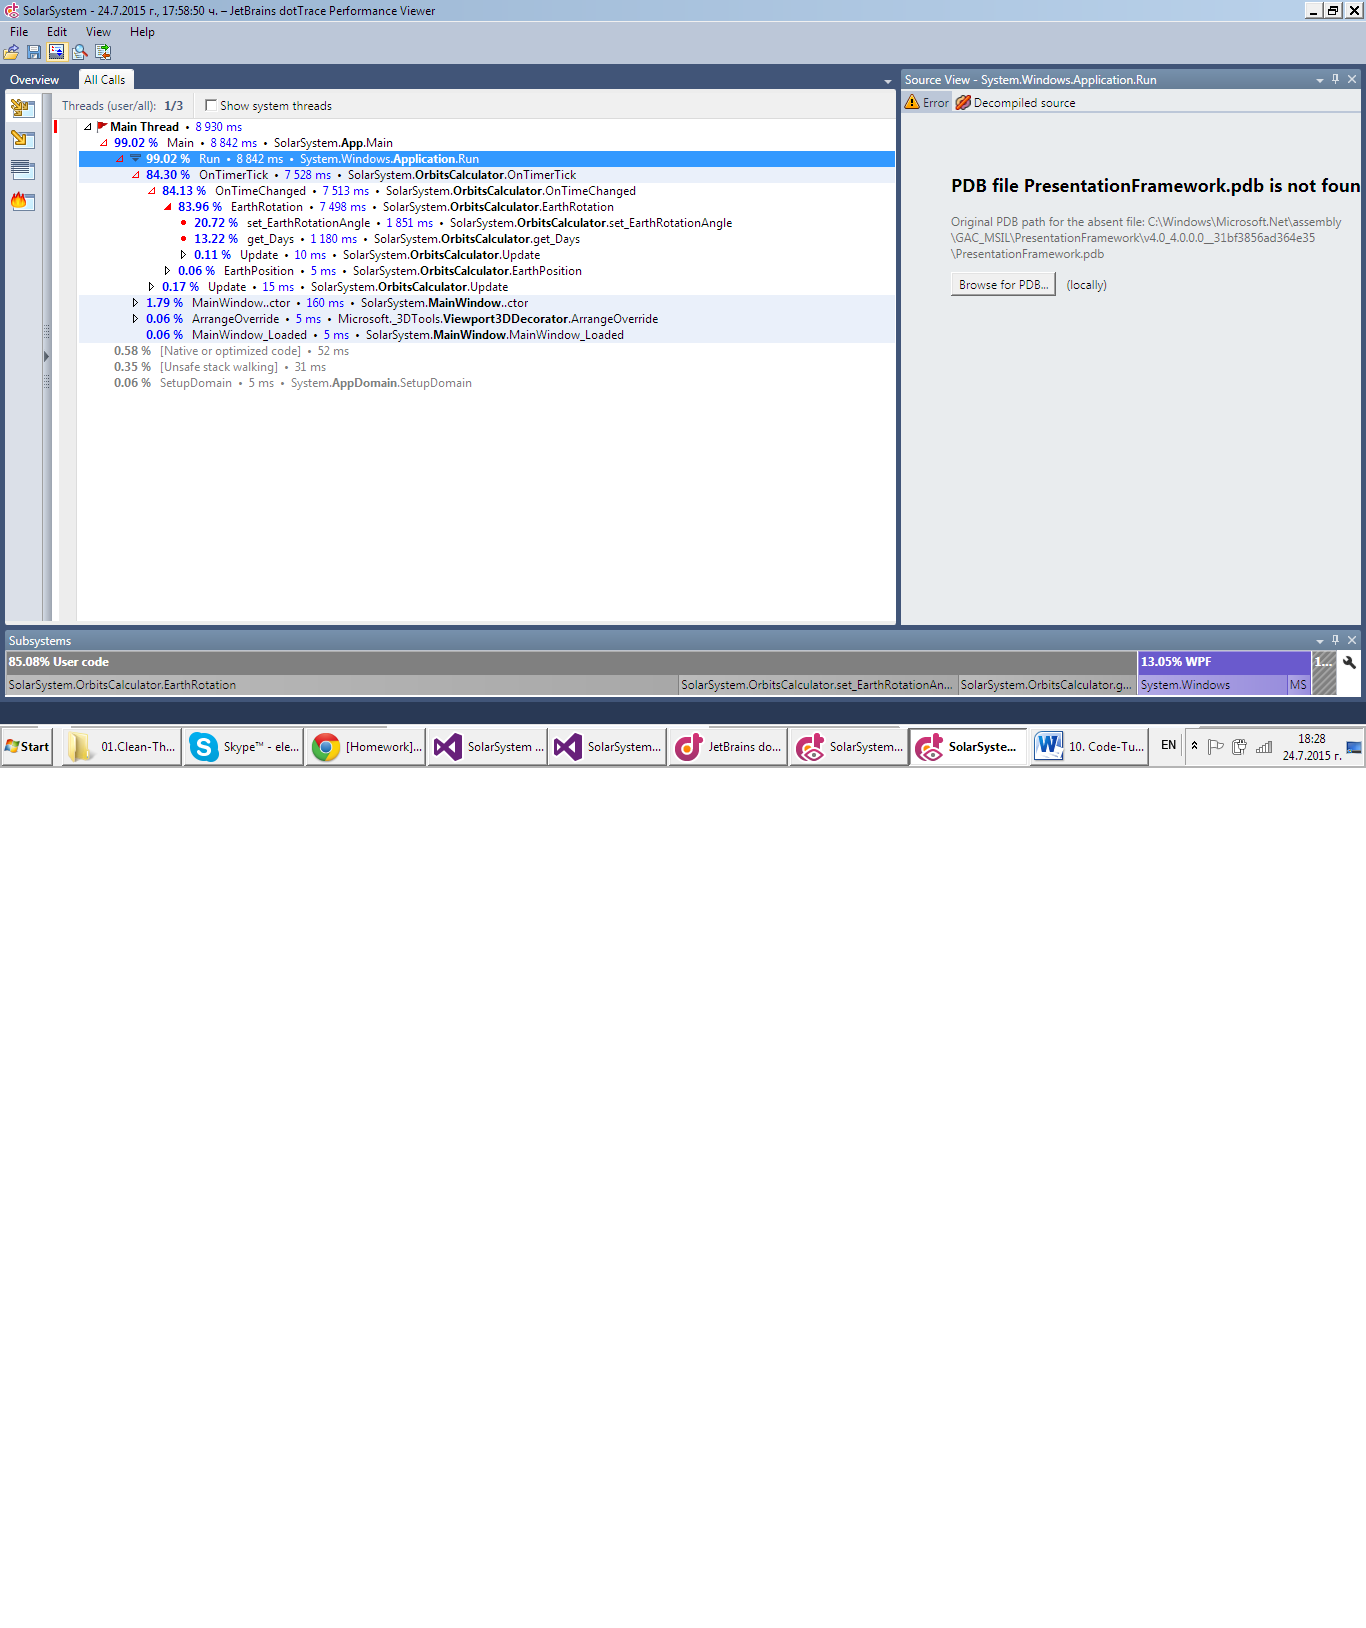 SolarSystem - 24.7.2015 г., 17:58:50 ч. – JetBrains dotTrace Performance Viewer
File Edit View Help
Overview All Calls
Threads (user/all): 1/3 Show system threads
Main Thread • 8 930 ms
99.02 % Main • 8 842 ms • SolarSystem.App.Main
99.02 % Run • 8 842 ms • System.Windows.Application.Run
84.30 % OnTimerTick • 7 528 ms • SolarSystem.OrbitsCalculator.OnTimerTick
84.13 % OnTimeChanged • 7 513 ms • SolarSystem.OrbitsCalculator.OnTimeChanged
83.96 % EarthRotation • 7 498 ms • SolarSystem.OrbitsCalculator.EarthRotation
20.72 % set_EarthRotationAngle • 1 851 ms • SolarSystem.OrbitsCalculator.set_EarthRotationAngle
13.22 % get_Days • 1 180 ms • SolarSystem.OrbitsCalculator.get_Days
0.11 % Update • 10 ms • SolarSystem.OrbitsCalculator.Update
0.06 % EarthPosition • 5 ms • SolarSystem.OrbitsCalculator.EarthPosition
0.17 % Update • 15 ms • SolarSystem.OrbitsCalculator.Update
1.79 % MainWindow..ctor • 160 ms • SolarSystem.MainWindow..ctor
0.06 % ArrangeOverride • 5 ms • Microsoft._3DTools.Viewport3DDecorator.ArrangeOverride
0.06 % MainWindow_Loaded • 5 ms • SolarSystem.MainWindow.MainWindow_Loaded
0.58 % [Native or optimized code] • 52 ms
0.35 % [Unsafe stack walking] • 31 ms
0.06 % SetupDomain • 5 ms • System.AppDomain.SetupDomain
Source View - System.Windows.Application.Run
Error Decompiled source
PDB file PresentationFramework.pdb is not foun
Original PDB path for the absent file: C:\Windows\Microsoft.Net\assembly
\GAC_MSIL\PresentationFramework\v4.0_4.0.0.0__31bf3856ad364e35
\PresentationFramework.pdb
Browse for PDB... (locally)
Subsystems
85.08% User code 13.05% WPF 1...
SolarSystem.OrbitsCalculator.EarthRotation SolarSystem.OrbitsCalculator.set_EarthRotationAn... SolarSystem.OrbitsCalculator.g... System.Windows MS
Start 01.Clean-Th... Skype™ - ele... [Homework]... SolarSystem ... SolarSystem... JetBrains do... SolarSystem... SolarSyste... 10. Code-Tu... EN 18:28
24.7.2015 г.